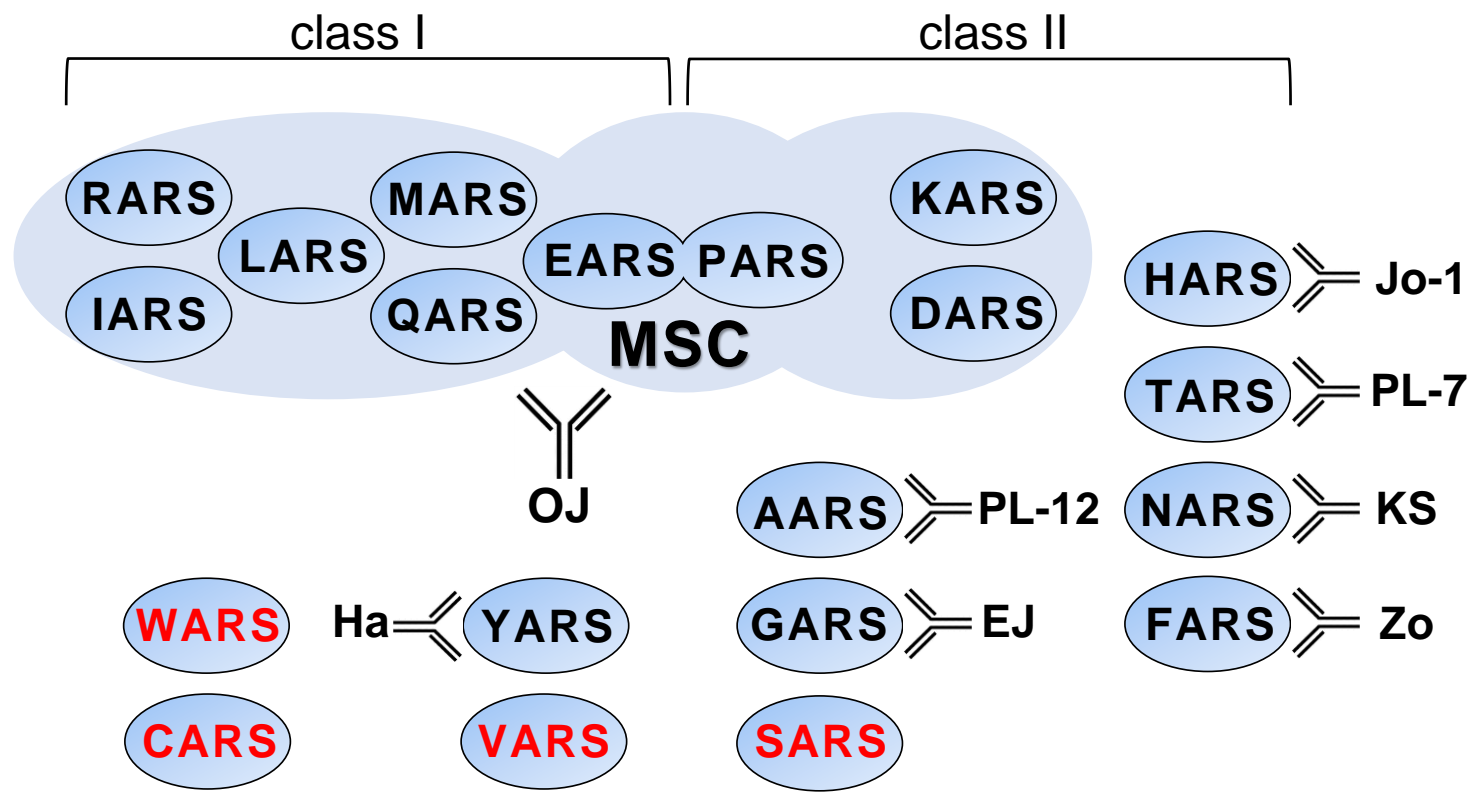 class I
class II
RARS
MARS
KARS
LARS
EARS
PARS
HARS
Jo-1
IARS
QARS
DARS
MSC
TARS
PL-7
OJ
AARS
PL-12
NARS
KS
WARS
Ha
YARS
GARS
EJ
FARS
Zo
CARS
VARS
SARS